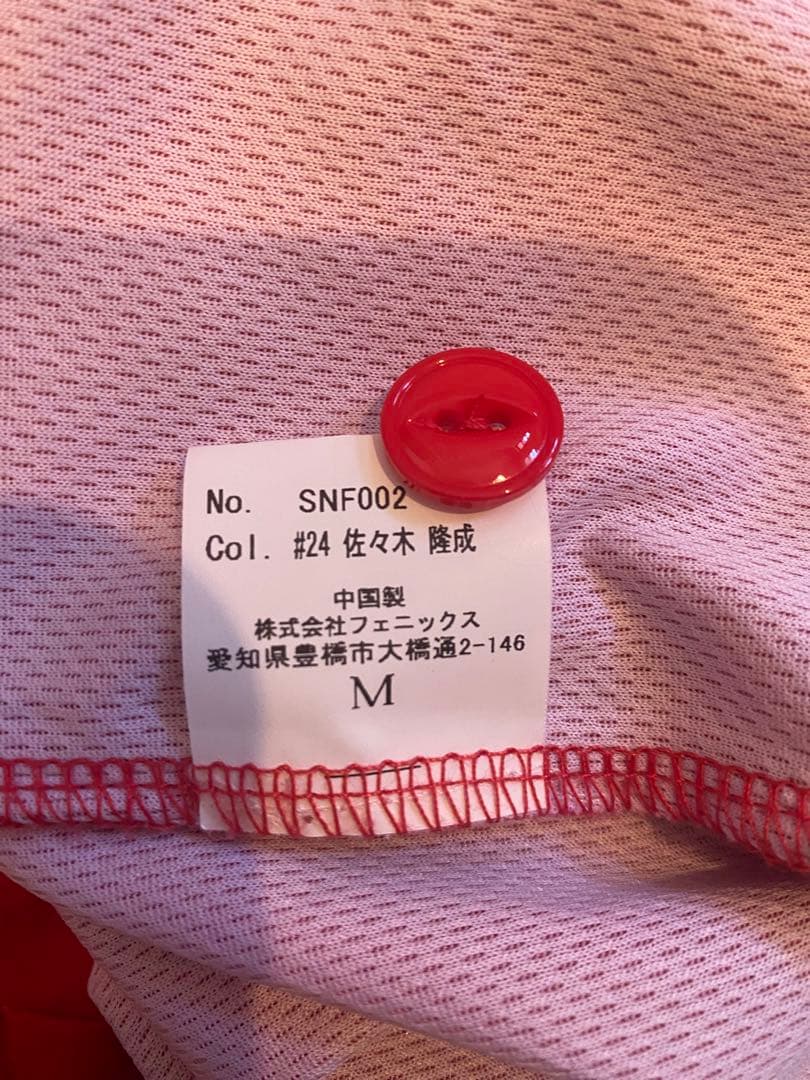 No. SNF002
Col. #24 佐々木 隆成
中国製
株式会社フェニックス
愛知県豊橋市大橋通2-146
M